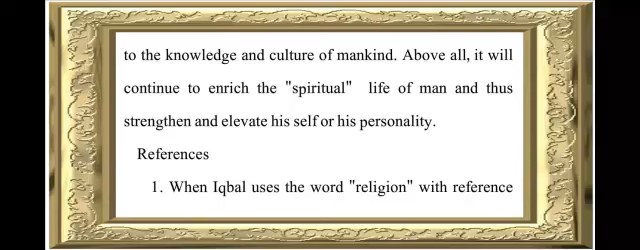 to the knowledge and culture of mankind. Above all, it will
continue to enrich the "spiritual" life of man and thus
strengthen and elevate his self or his personality.
References
1. When Iqbal uses the word "religion" with reference